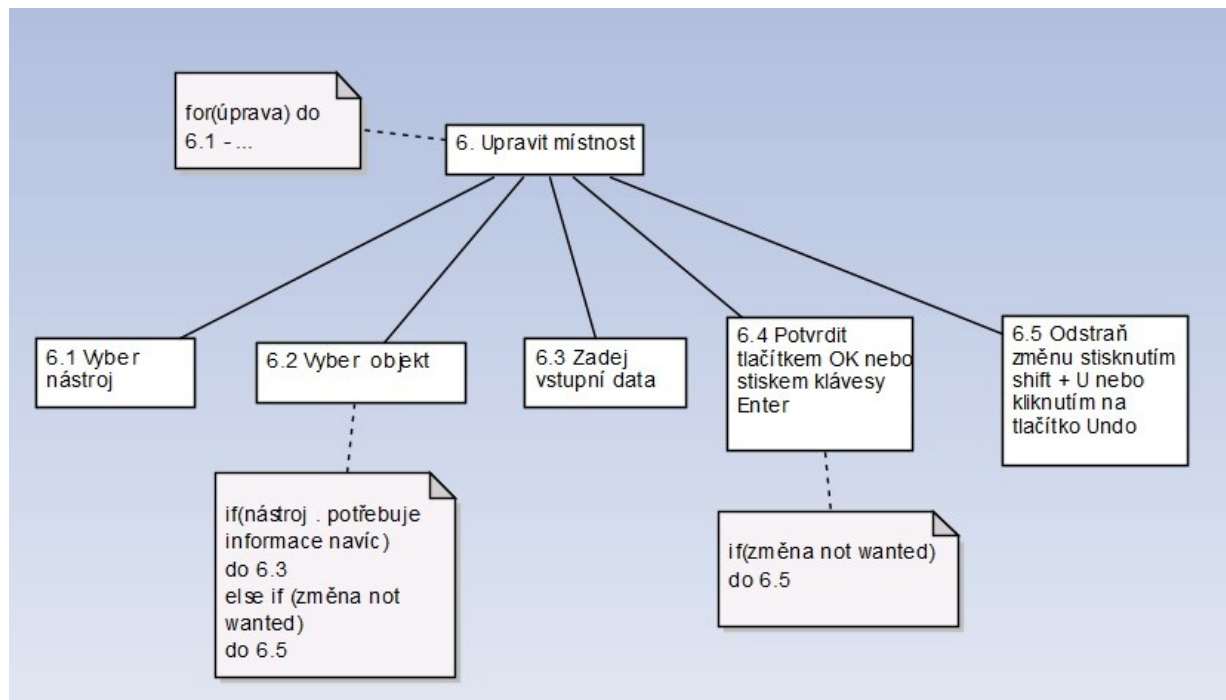 for(úprava) do
6.1 - ...
6. Upravit místnost
6.1 Vyber
nástroj
6.2 Vyber objekt
6.3 Zadej
vstupní data
6.4 Potvrdit
tlačítkem OK nebo
stiskem klávesy
Enter
6.5 Odstraň
změnu stisknutím
shift + U nebo
kliknutím na
tlačítko Undo
if(nástroj . potřebuje
informace navíc)
do 6.3
else if (změna not
wanted)
do 6.5
if(změna not wanted)
do 6.5